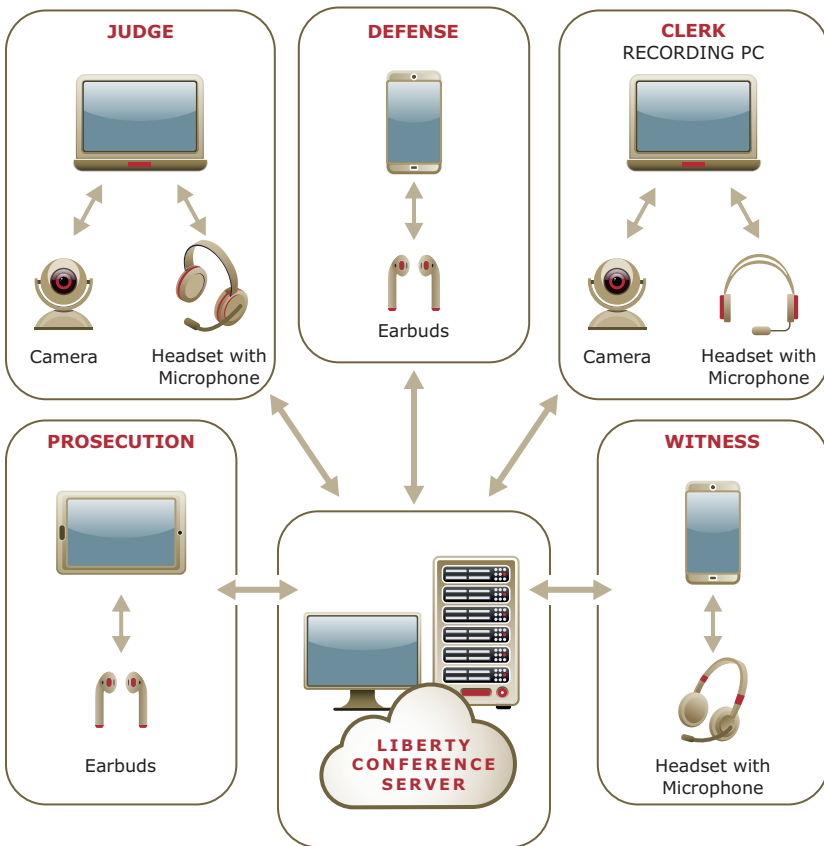 JUDGE
Camera
Headset with
Microphone
DEFENSE
Earbuds
CLERK
RECORDING PC
Camera
Headset with
Microphone
PROSECUTION
Earbuds
LIBERTY
CONFERENCE
SERVER
WITNESS
Headset with
Microphone